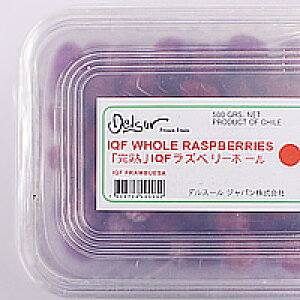 Delsur
Frozen Fruits
500 GRS. NET
PRODUCT OF CHILE
IQF WHOLE RASPBERRIES
「完熟」IQFラズベリーホール
IQF FRAMBUESA
デルスール ジャパン株式会社